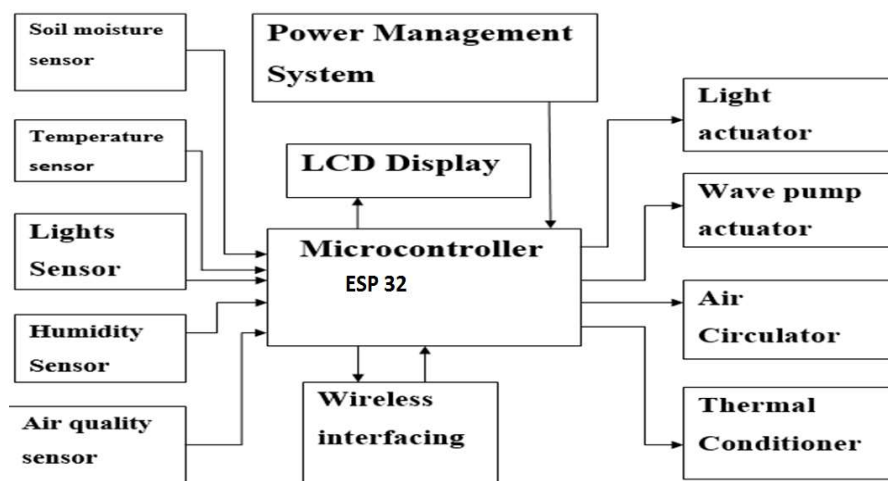 Soil moisture
sensor
Power Management
System
Light
actuator
Temperature
sensor
LCD Display
Wave pump
actuator
Lights
Sensor
Microcontroller
ESP 32
Air
Circulator
Humidity
Sensor
Wireless
interfacing
Thermal
Conditioner
Air quality
sensor